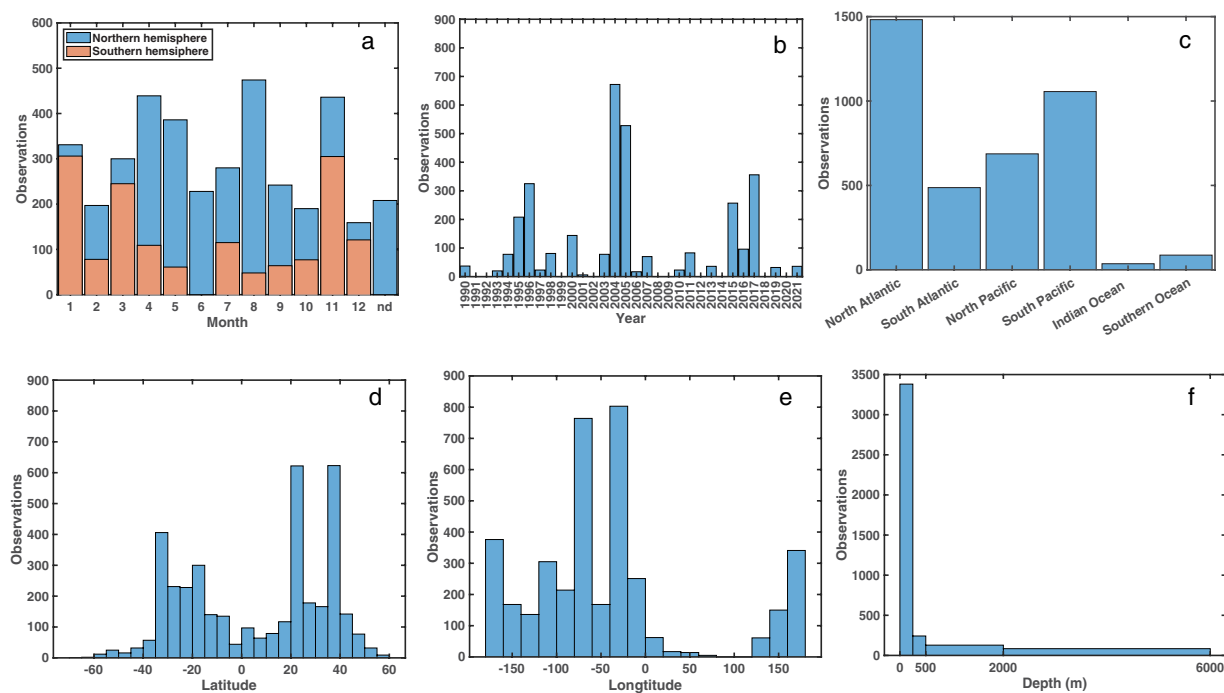 a
Northern hemsiphere
Southern hemisphere
600
500
400
300
200
100
0
Observations
1 2 3 4 5 6 7 8 9 10 11 12 nd
Month
b
900
800
700
600
500
400
300
200
100
0
Observations
1990 1991 1992 1993 1994 1995 1996 1997 1998 1999 2000 2001 2002 2003 2004 2005 2006 2007 2008 2009 2010 2011 2012 2013 2014 2015 2016 2017 2018 2019 2020 2021
Year
c
1500
1000
500
0
Observations
North Atlantic
South Atlantic
North Pacific
South Pacific
Indian Ocean
Southern Ocean
d
900
800
700
600
500
400
300
200
100
0
Observations
-60 -40 -20 0 20 40 60
Latitude
e
900
800
700
600
500
400
300
200
100
0
Observations
-150 -100 -50 0 50 100 150
Longtitude
f
3500
3000
2500
2000
1500
1000
500
0
Observations
0 500 2000 6000
Depth (m)